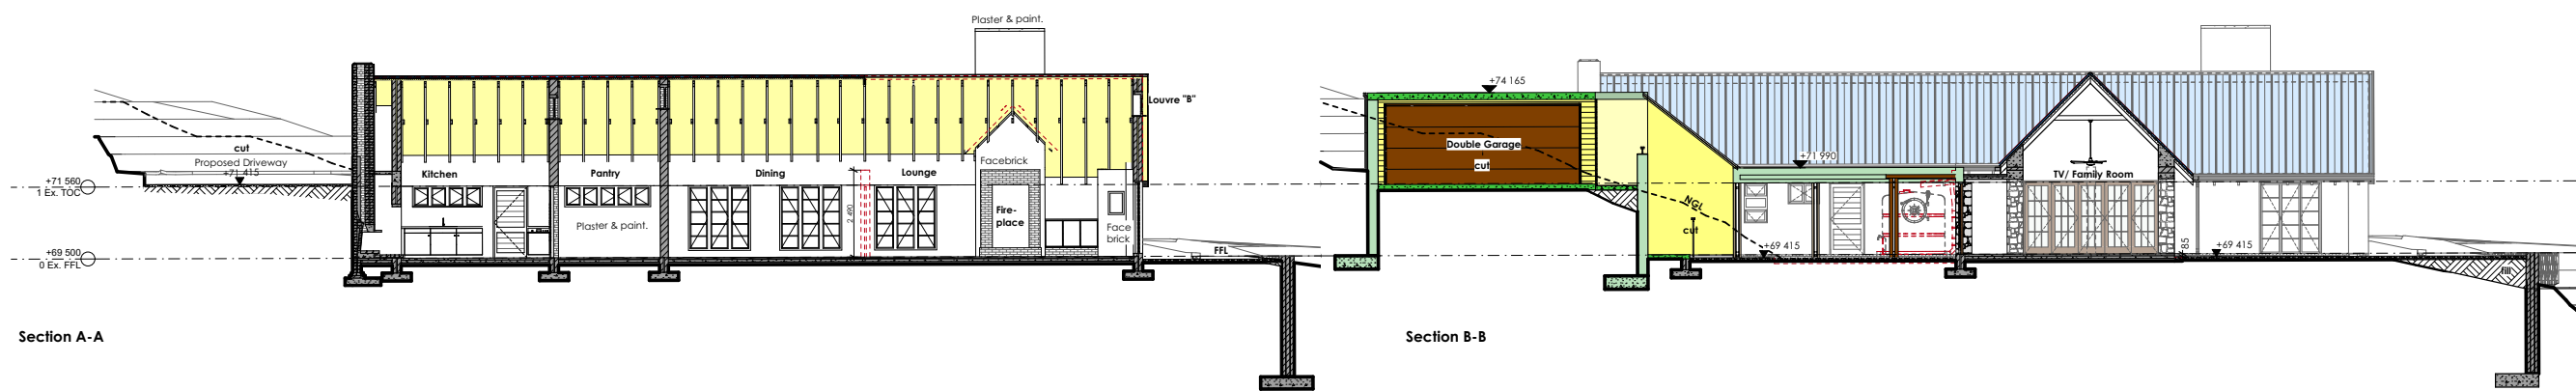 Plaster & paint.
Louvre "B"
cut
Proposed Driveway
+71 415
+71 560
1 Ex. TOC
Kitchen
Pantry
Dining
Lounge
Facebrick
Fire-
place
Plaster & paint.
2 490
Face
brick
+69 500
0 Ex. FFL
FFL
Section A-A
+74 165
Double Garage
cut
+71 990
TV/ Family Room
NGL
cut
+69 415
85
+69 415
fill
Section B-B